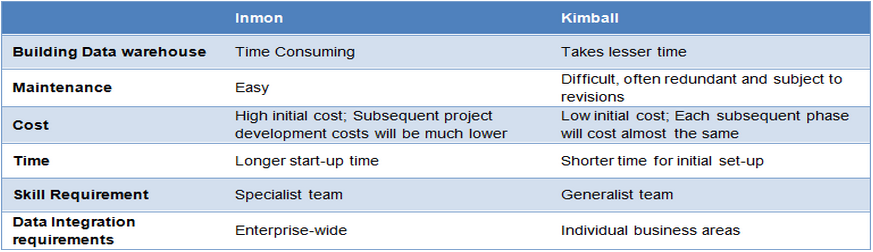 Inmon Kimball
Building Data warehouse Time Consuming Takes lesser time
Maintenance Easy Difficult, often redundant and subject to
revisions
Cost High initial cost; Subsequent project Low initial cost; Each subsequent phase
development costs will be much lower will cost almost the same
Time Longer start-up time Shorter time for initial set-up
Skill Requirement Specialist team Generalist team
Data Integration
requirements Enterprise-wide Individual business areas